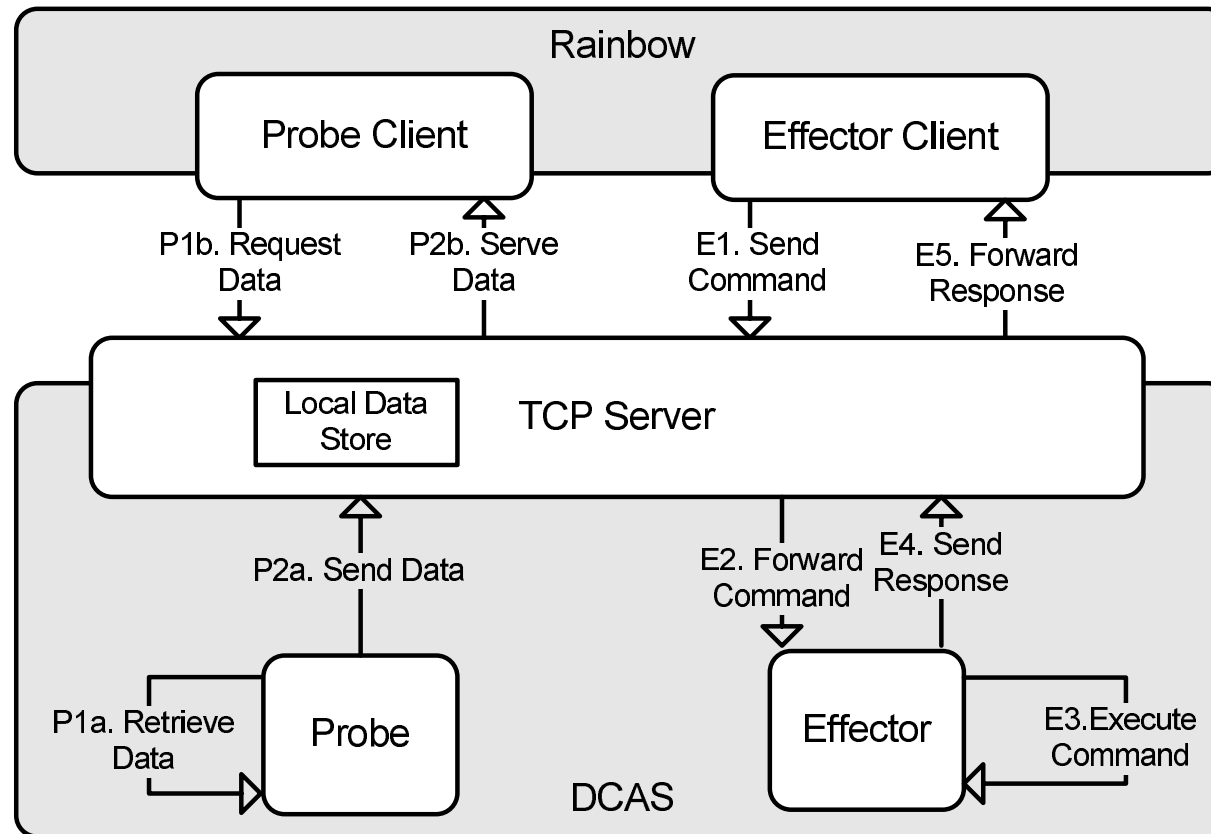 Rainbow
Probe Client
Effector Client
P1b. Request
Data
P2b. Serve
Data
E1. Send
Command
E5. Forward
Response
Local Data
Store
TCP Server
P2a. Send Data
E2. Forward
Command
E4. Send
Response
P1a. Retrieve
Data
Probe
Effector
E3.Execute
Command
DCAS